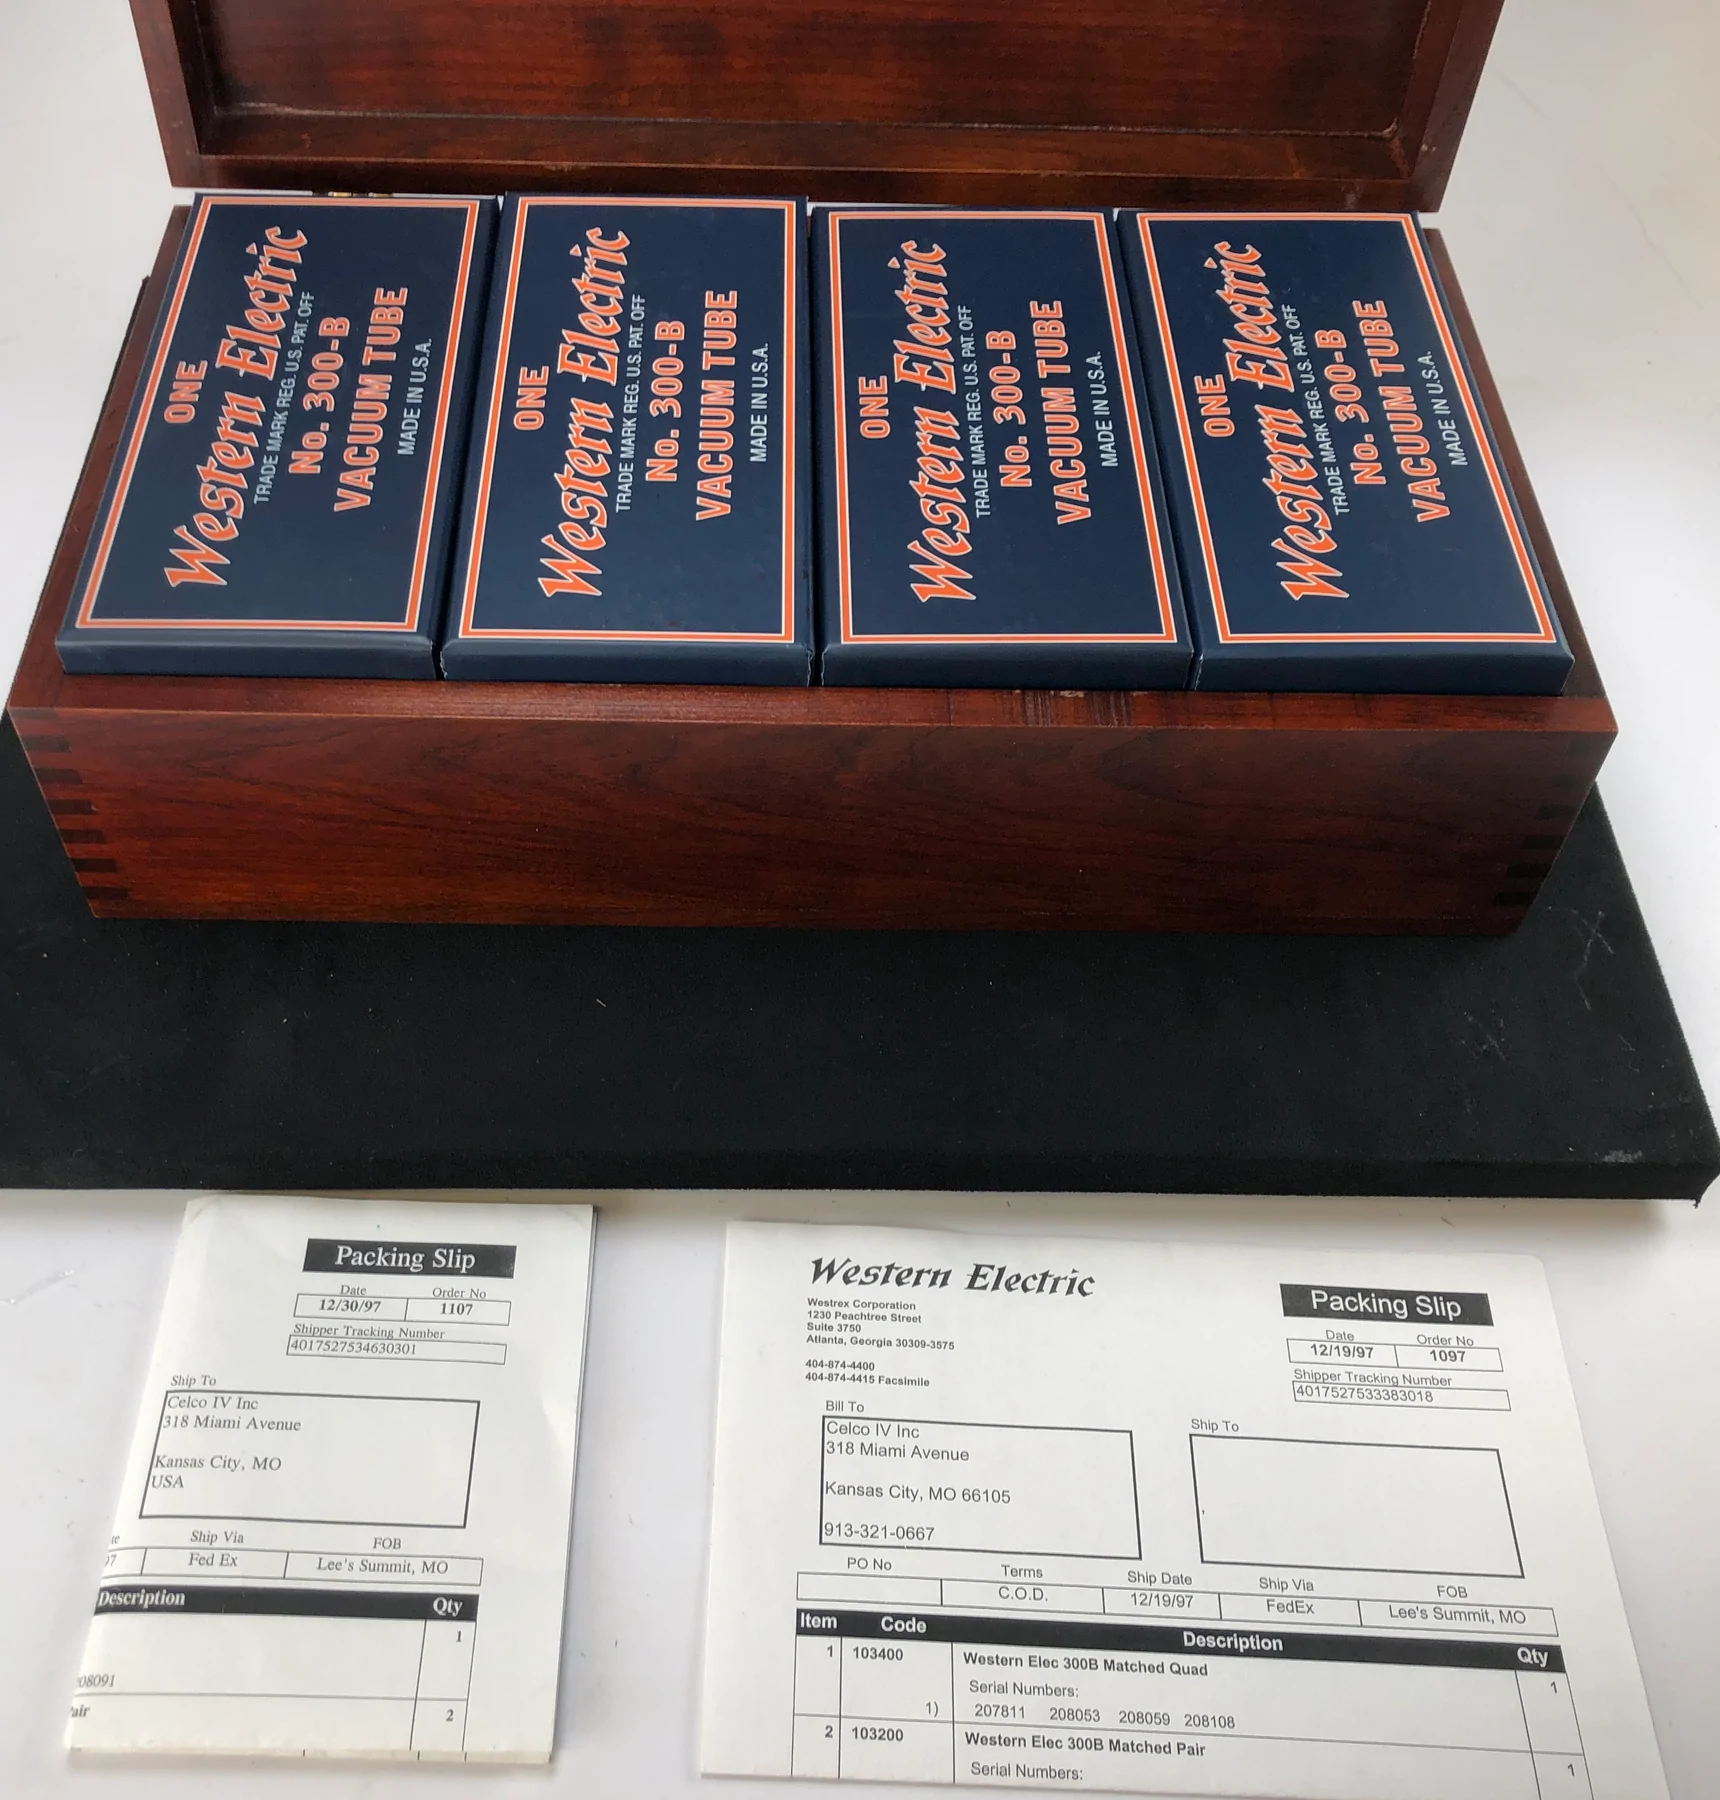 ONE
Western Electric
TRADE MARK REG. U.S. PAT. OFF
No. 300-B
VACUUM TUBE
MADE IN U.S.A.
ONE
Western Electric
TRADE MARK REG. U.S. PAT. OFF
No. 300-B
VACUUM TUBE
MADE IN U.S.A.
ONE
Western Electric
TRADE MARK REG. U.S. PAT. OFF
No. 300-B
VACUUM TUBE
MADE IN U.S.A.
ONE
Western Electric
TRADE MARK REG. U.S. PAT. OFF
No. 300-B
VACUUM TUBE
MADE IN U.S.A.
Packing Slip
Date Order No
12/30/97 1107
Shipper Tracking Number
4017527534630301
Ship To
Celco IV Inc
318 Miami Avenue
Kansas City, MO
USA
Ship Via FOB
Fed Ex Lee's Summit, MO
Description Qty
1
08091
air 2
Western Electric
Westrex Corporation
1230 Peachtree Street
Suite 3750
Atlanta, Georgia 30309-3575
404-874-4400
404-874-4415 Facsimile
Packing Slip
Date Order No
12/19/97 1097
Shipper Tracking Number
4017527533383018
Bill To
Celco IV Inc
318 Miami Avenue
Kansas City, MO 66105
913-321-0667
Ship To
PO No Terms Ship Date Ship Via FOB
C.O.D. 12/19/97 FedEx Lee's Summit, MO
Item Code Description Qty
1 103400 Western Elec 300B Matched Quad 1
Serial Numbers:
1) 207811 208053 208059 208108
2 103200 Western Elec 300B Matched Pair 1
Serial Numbers: